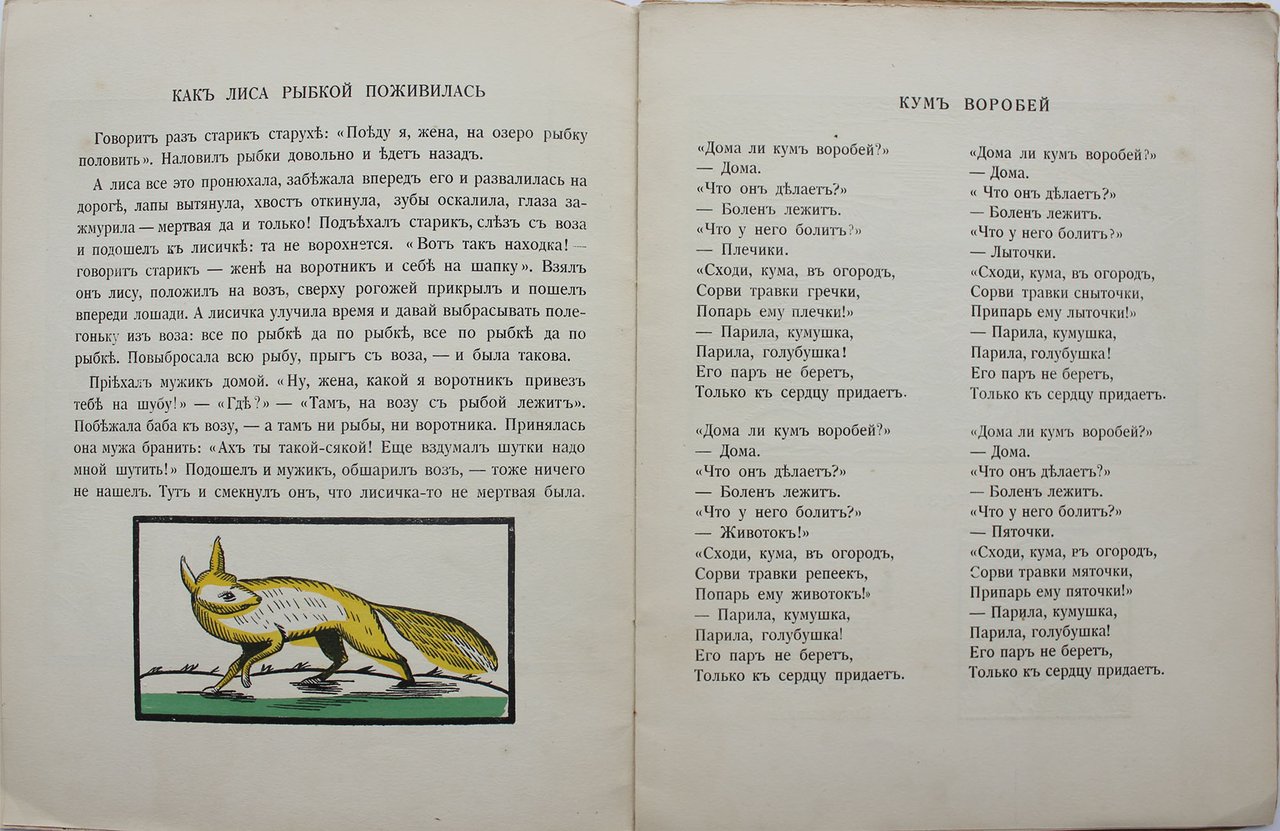 КАКЪ ЛИСА РЫБКОЙ ПОЖИВИЛАСЬ
Говоритъ разъ старикъ старухѣ: «Поѣду я, жена, на озеро рыбку
половить». Наловилъ рыбки довольно и ѣдетъ назадъ.
А лиса все это пронюхала, забѣжала впередъ его и развалилась на
дорогѣ, лапы вытянула, хвостъ откинула, зубы оскалила, глаза за-
жмурила — мертвая да и только! Подъѣхалъ старикъ, слѣзъ съ воза
и подошелъ къ лисичкѣ: та не ворохнется. «Вотъ такъ находка! —
говоритъ старикъ — женѣ на воротникъ и себѣ на шапку». Взялъ
онъ лису, положилъ на возъ, сверху рогожей прикрылъ и пошелъ
впереди лошади. А лисичка улучила время и давай выбрасывать поле-
гоньку изъ воза: все по рыбкѣ да по рыбкѣ, все по рыбкѣ да по
рыбкѣ. Повыбросала всю рыбу, прыгъ съ воза, — и была такова.
Пріѣхалъ мужикъ домой. «Ну, жена, какой я воротникъ привезъ
тебѣ на шубу!» — «Гдѣ?» — «Тамъ, на возу съ рыбой лежитъ».
Побѣжала баба къ возу, — а тамъ ни рыбы, ни воротника. Принялась
она мужа бранить: «Ахъ ты такой-сякой! Еще вздумалъ шутки надо
мной шутить!» Подошелъ и мужикъ, обшарилъ возъ, — тоже ничего
не нашелъ. Тутъ и смекнулъ онъ, что лисичка-то не мертвая была.
КУМЪ ВОРОБЕЙ
«Дома ли кумъ воробей?»
— Дома.
«Что онъ дѣлаетъ?»
— Боленъ лежитъ.
«Что у него болитъ?»
— Плечики.
«Сходи, кума, въ огородъ,
Сорви травки гречки,
Попарь ему плечки!»
— Парила, кумушка,
Парила, голубушка!
Его паръ не беретъ,
Только къ сердцу придаетъ.
«Дома ли кумъ воробей?»
— Дома.
«Что онъ дѣлаетъ?»
— Боленъ лежитъ.
«Что у него болитъ?»
— Животокъ!»
«Сходи, кума, въ огородъ,
Сорви травки репеекъ,
Попарь ему животокъ!»
— Парила, кумушка,
Парила, голубушка!
Его паръ не беретъ,
Только къ сердцу придаетъ.
«Дома ли кумъ воробей?»
— Дома.
« Что онъ дѣлаетъ?»
— Боленъ лежитъ.
«Что у него болитъ?»
— Лыточки.
«Сходи, кума, въ огородъ,
Сорви травки сныточки,
Припарь ему лыточки!»
— Парила, кумушка,
Парила, голубушка!
Его паръ не беретъ,
Только къ сердцу придаетъ.
«Дома ли кумъ воробей?»
— Дома.
«Что онъ дѣлаетъ?»
— Боленъ лежитъ.
«Что у него болитъ?»
— Пяточки.
«Сходи, кума, въ огородъ,
Сорви травки мяточки,
Припарь ему пяточки!»
— Парила, кумушка,
Парила, голубушка!
Его паръ не беретъ,
Только къ сердцу придаетъ.